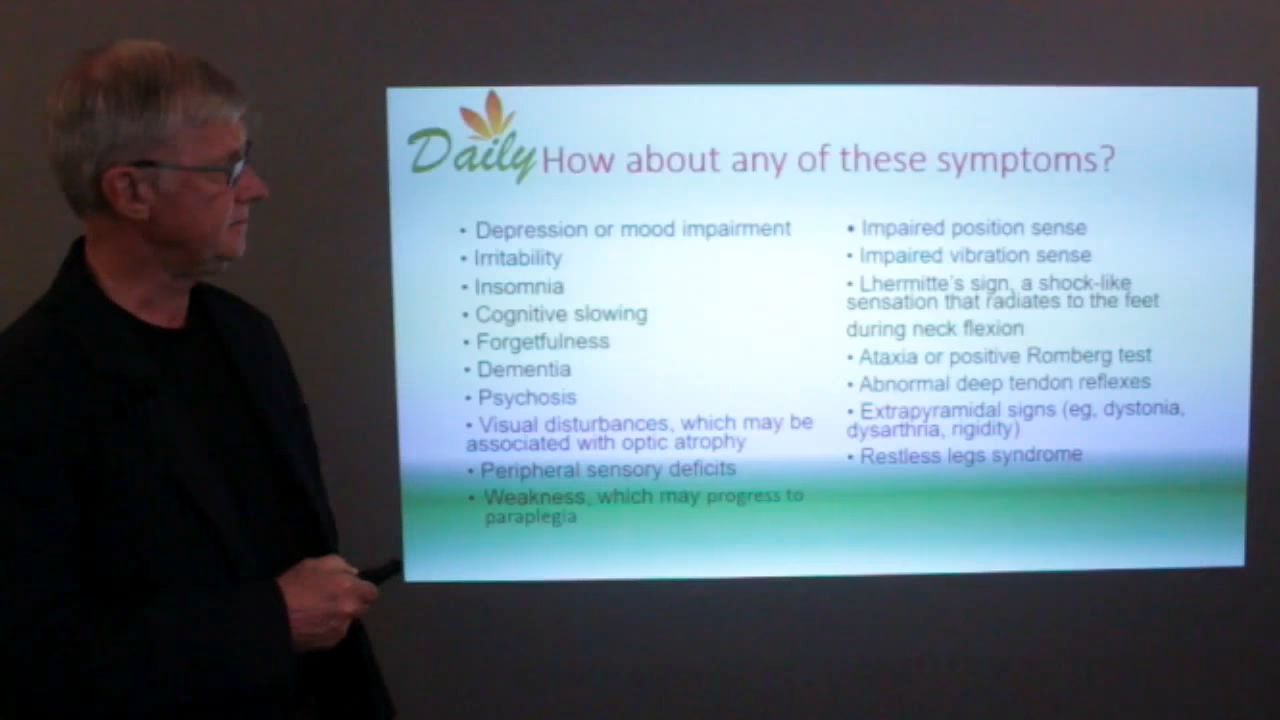 Daily How about any of these symptoms?
• Depression or mood impairment
• Irritability
• Insomnia
• Cognitive slowing
• Forgetfulness
• Dementia
• Psychosis
• Visual disturbances, which may be
associated with optic atrophy
• Peripheral sensory deficits
• Weakness, which may progress to
paraplegia
• Impaired position sense
• Impaired vibration sense
• Lhermitte's sign, a shock-like
sensation that radiates to the feet
during neck flexion
• Ataxia or positive Romberg test
• Abnormal deep tendon reflexes
• Extrapyramidal signs (eg, dystonia,
dysarthria, rigidity)
• Restless legs syndrome